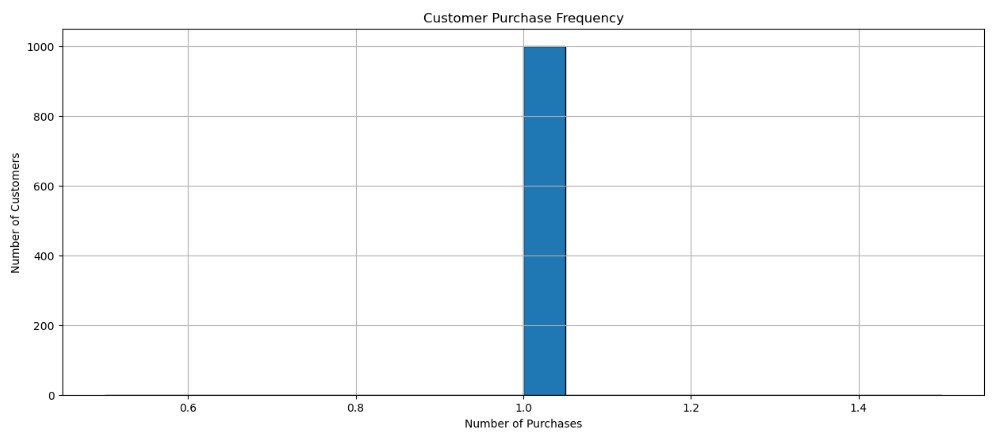 Customer Purchase Frequency
1000
800
600
400
200
0
Number of Customers
0.6 0.8 1.0 1.2 1.4
Number of Purchases